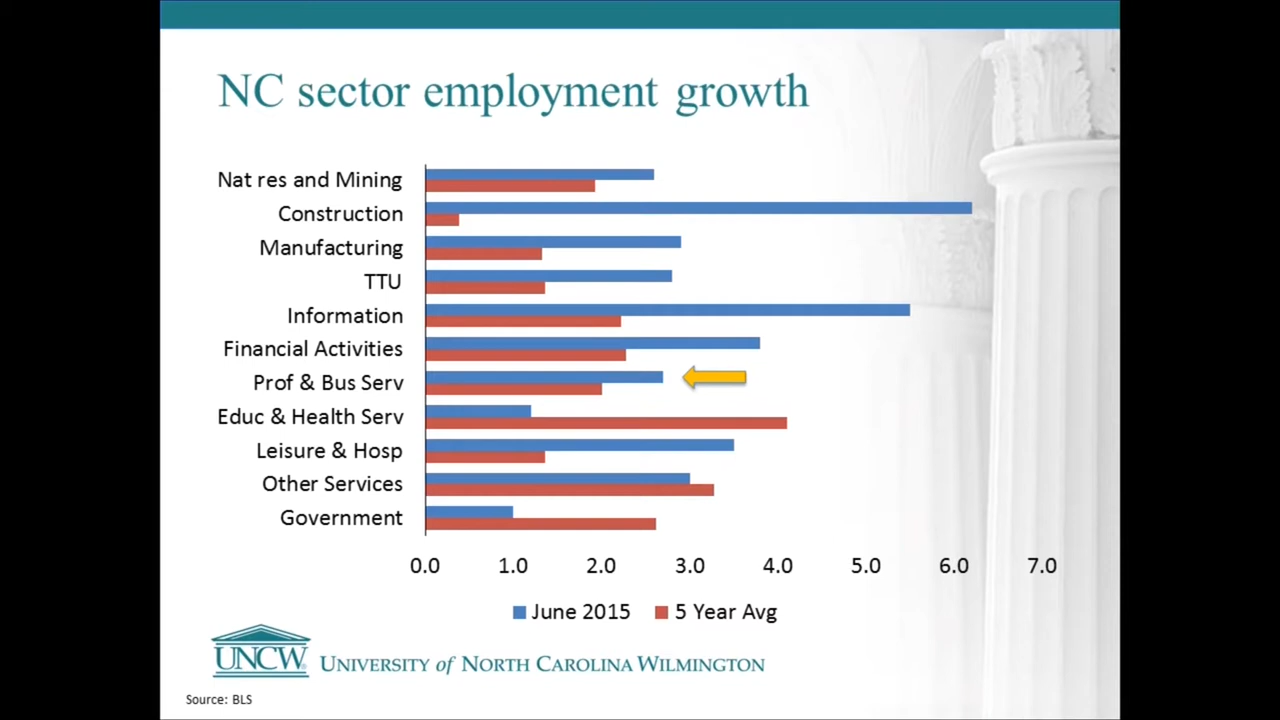 NC sector employment growth
Nat res and Mining
Construction
Manufacturing
TTU
Information
Financial Activities
Prof & Bus Serv
Educ & Health Serv
Leisure & Hosp
Other Services
Government
0.0 1.0 2.0 3.0 4.0 5.0 6.0 7.0
June 2015 5 Year Avg
UNCW UNIVERSITY of NORTH CAROLINA WILMINGTON
Source: BLS